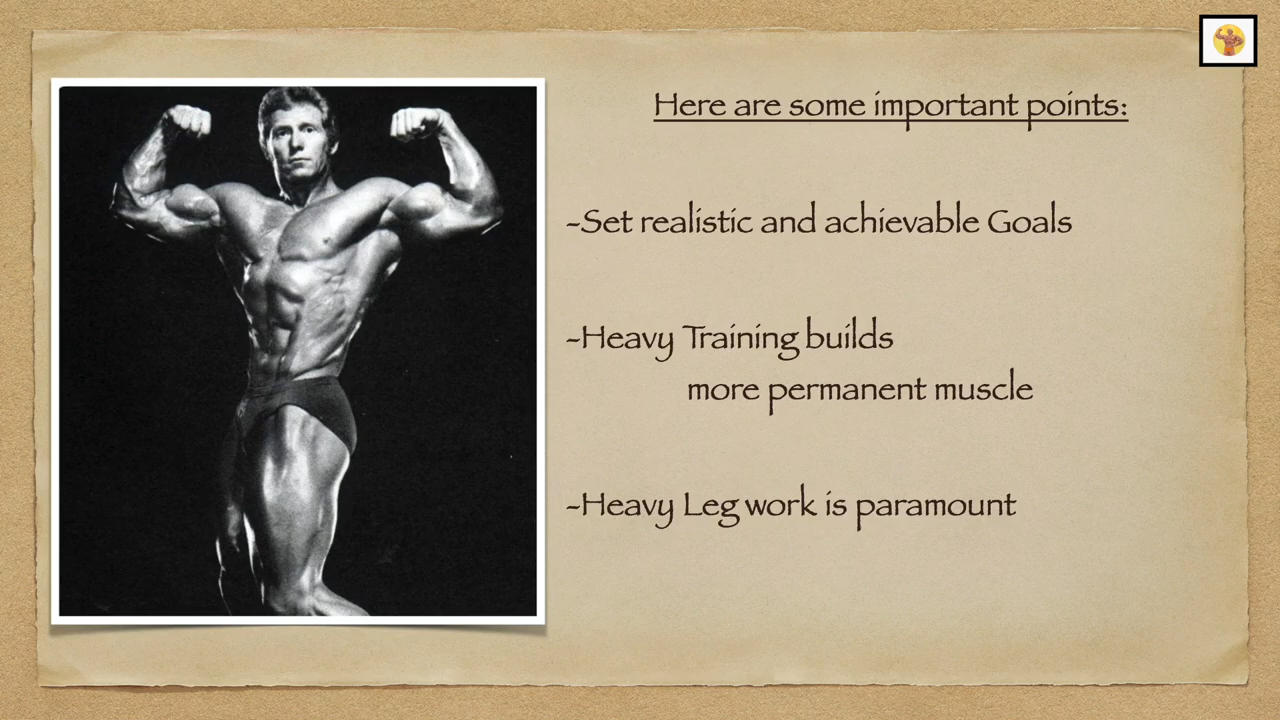 Here are some important points:
-Set realistic and achievable Goals
-Heavy Training builds
more permanent muscle
-Heavy Leg work is paramount